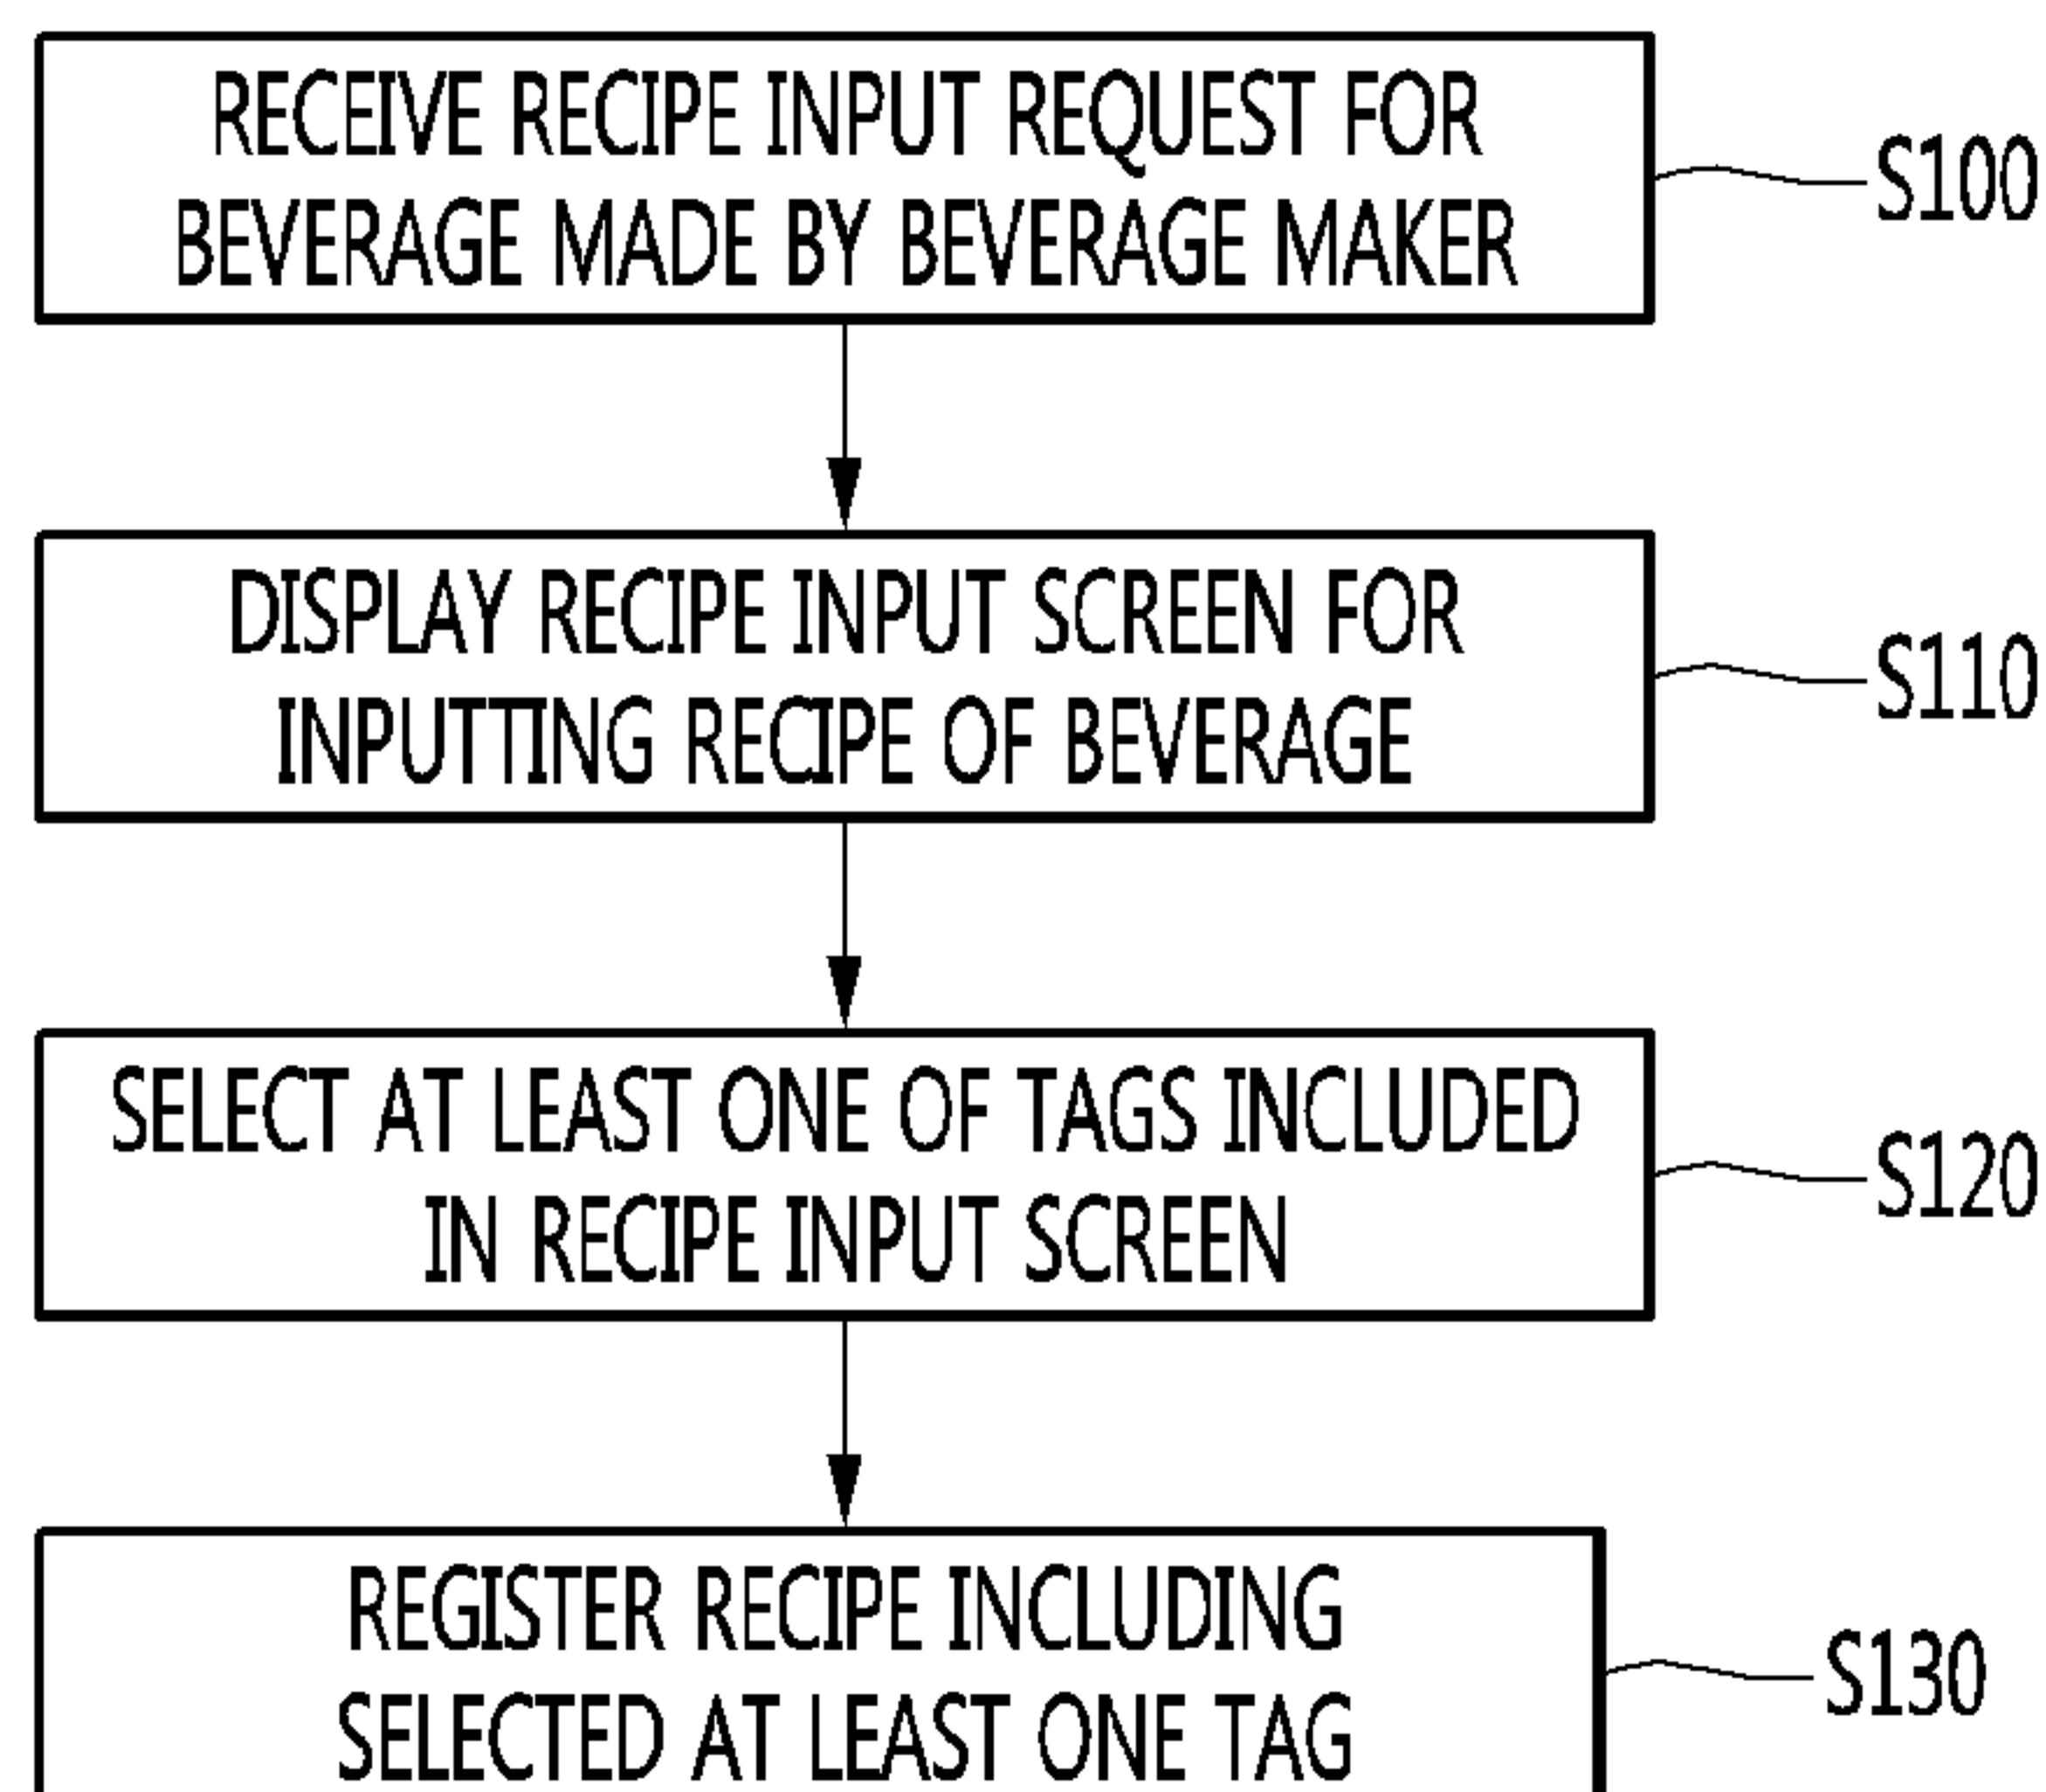 RECEIVE RECIPE INPUT REQUEST FOR
BEVERAGE MADE BY BEVERAGE MAKER
S100
DISPLAY RECIPE INPUT SCREEN FOR
INPUTTING RECIPE OF BEVERAGE
S110
SELECT AT LEAST ONE OF TAGS INCLUDED
IN RECIPE INPUT SCREEN
S120
REGISTER RECIPE INCLUDING
SELECTED AT LEAST ONE TAG
S130